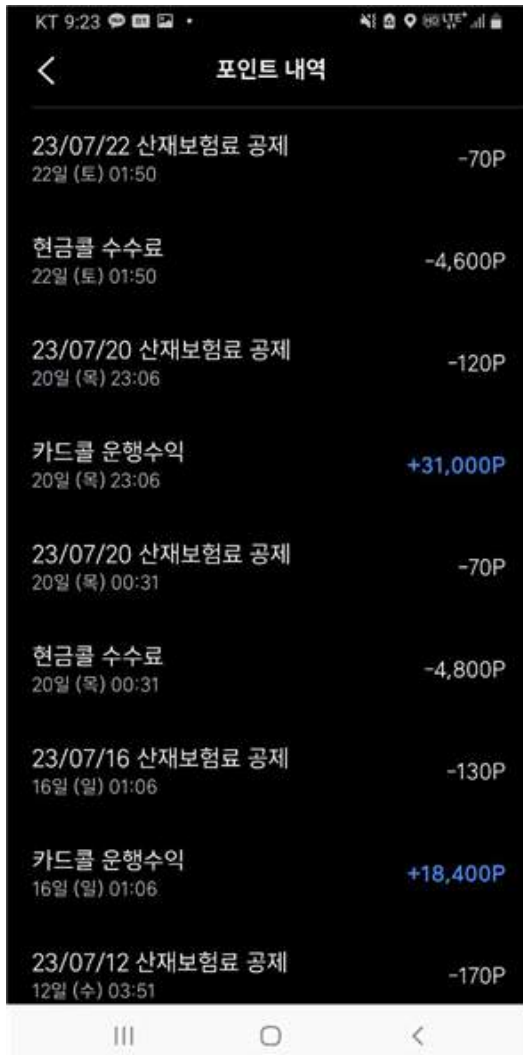 KT 9:23
포인트 내역
23/07/22 산재보험료 공제
-70P
22일 (토) 01:50
현금콜 수수료
-4,600P
22일 (토) 01:50
23/07/20 산재보험료 공제
-120P
20일 (목) 23:06
카드콜 운행수익
+31,000P
20일 (목) 23:06
23/07/20 산재보험료 공제
-70P
20일 (목) 00:31
현금콜 수수료
-4,800P
20일 (목) 00:31
23/07/16 산재보험료 공제
-130P
16일 (일) 01:06
카드콜 운행수익
+18,400P
16일 (일) 01:06
23/07/12 산재보험료 공제
-170P
12일 (수) 03:51